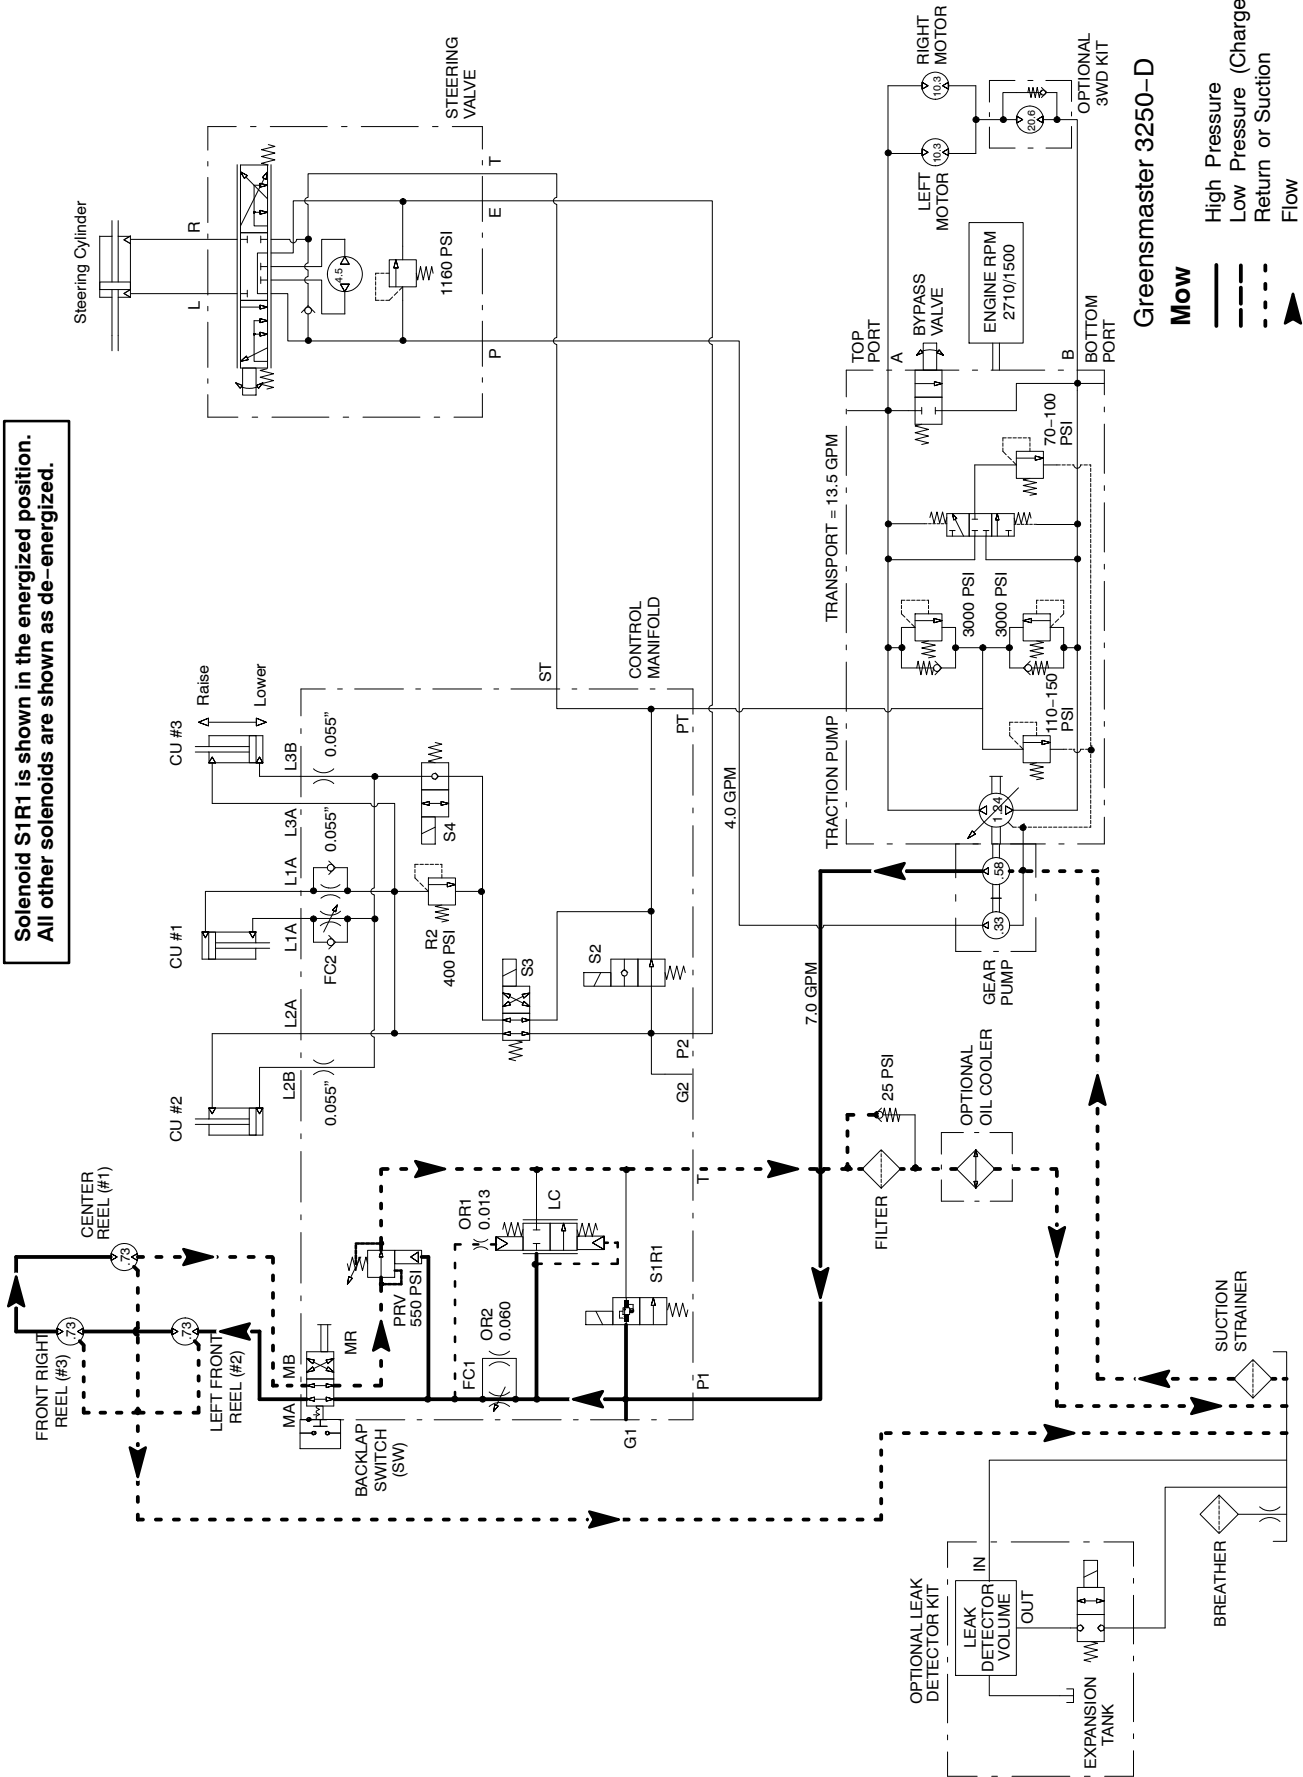 Solenoid S1R1 is shown in the energized position.
All other solenoids are shown as de-energized.
Steering Cylinder
L
R
STEERING
VALVE
4.5
1160 PSI
P
E
T
CU #3
Raise
Lower
CU #1
CU #2
L3B
0.055"
L3A
L1A
0.055"
L1A
FC2
L2A
L2B
0.055"
S4
R2
400 PSI
S3
S2
ST
CONTROL
MANIFOLD
PT
P2
G2
4.0 GPM
7.0 GPM
CENTER
REEL (#1)
.73
FRONT RIGHT
REEL (#3)
.73
LEFT FRONT
REEL (#2)
.73
MA
MB
MR
BACKLAP
SWITCH
(SW)
PRV
550 PSI
FC1
OR2
0.060
OR1
0.013
LC
S1R1
T
P1
G1
RIGHT
MOTOR
10.3
LEFT
MOTOR
10.3
OPTIONAL
3WD KIT
20.6
TOP
PORT
A
BYPASS
VALVE
ENGINE RPM
2710/1500
B
BOTTOM
PORT
TRANSPORT = 13.5 GPM
TRACTION PUMP
70-100
PSI
3000 PSI
3000 PSI
110-150
PSI
1.24
.58
.33
GEAR
PUMP
25 PSI
FILTER
OPTIONAL
OIL COOLER
SUCTION
STRAINER
BREATHER
OPTIONAL LEAK
DETECTOR KIT
LEAK
DETECTOR
VOLUME
IN
OUT
EXPANSION
TANK
Greensmaster 3250-D
Mow
High Pressure
Low Pressure (Charge
Return or Suction
Flow